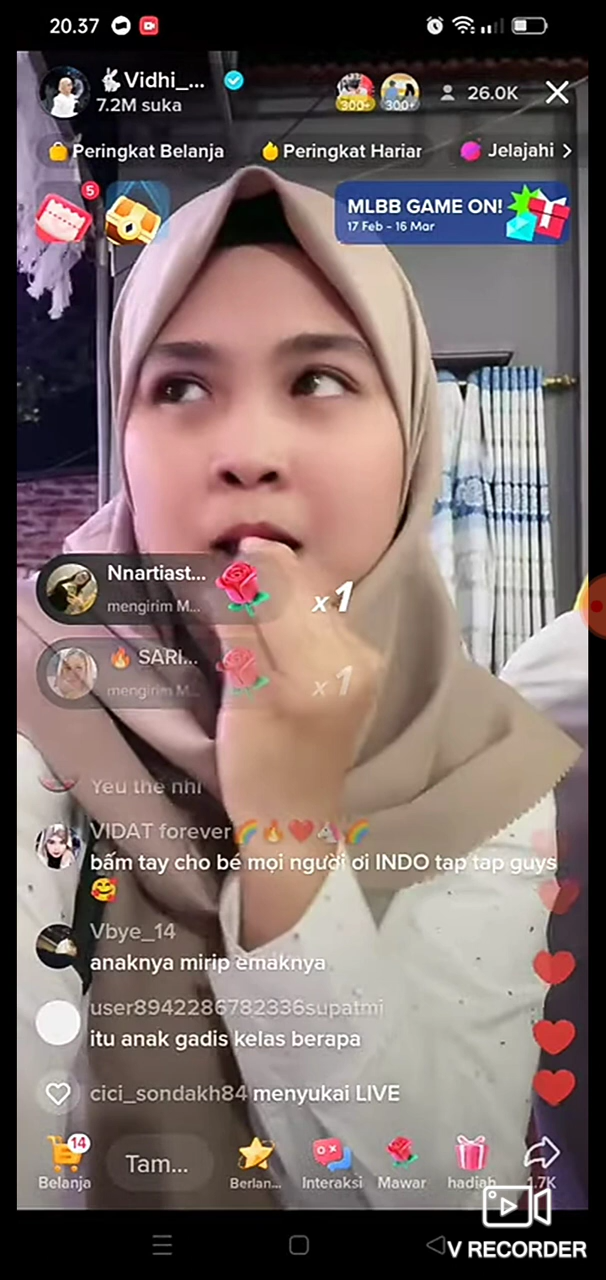 20.37
Vidhi_...
7.2M suka
300+
300+
26.0K
Peringkat Belanja
Peringkat Harian
Jelajahi >
5
MLBB GAME ON!
17 Feb - 16 Mar
Nnartiast...
mengirim M...
x1
SARI...
mengirim M...
x1
Yeu the nhi
VIDAT forever
bấm tay cho bé mọi người ơi INDO tap tap guys
Vbye_14
anaknya mirip emaknya
user8942286782336supatmi
itu anak gadis kelas berapa
cici_sondakh84 menyukai LIVE
14
Belanja
Tam...
Berlan...
Interaksi
Mawar
hadiah
1.7K
V RECORDER